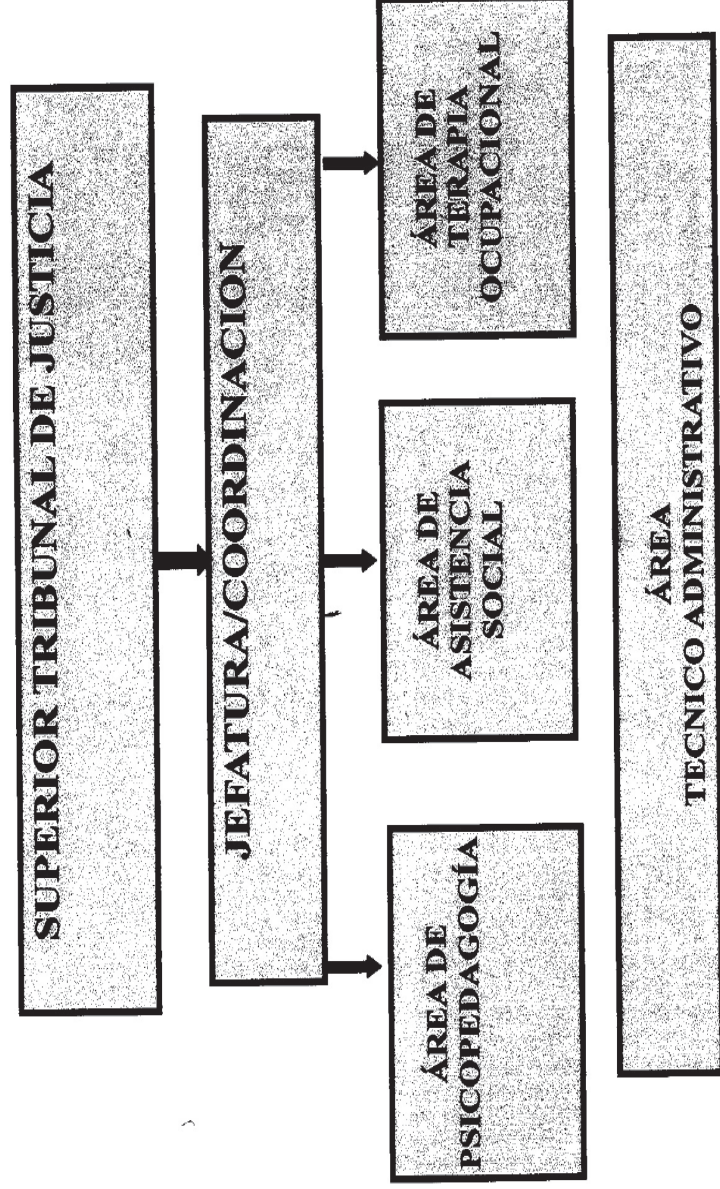 SUPERIOR TRIBUNAL DE JUSTICIA
JEFATURA/COORDINACION
ÁREA DE
PSICOPEDAGOGÍA
ÁREA DE
ASISTENCIA
SOCIAL
ÁREA DE
TERAPIA
OCUPACIONAL
ÁREA
TECNICO ADMINISTRATIVO